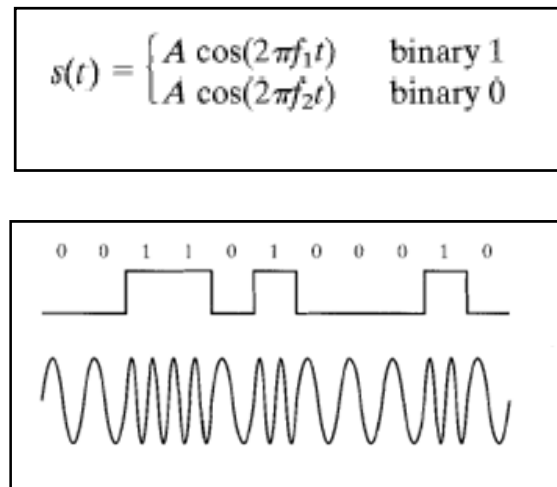 s(t) = { A cos(2πf₁t) binary 1
A cos(2πf₂t) binary 0
0 0 1 1 0 1 0 0 0 1 0